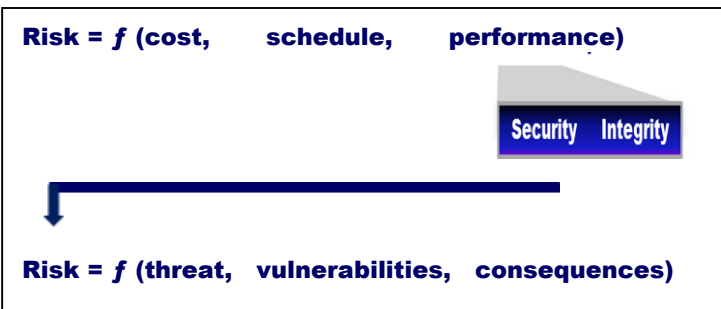 Risk = ƒ (cost, schedule, performance)
Security Integrity
Risk = ƒ (threat, vulnerabilities, consequences)